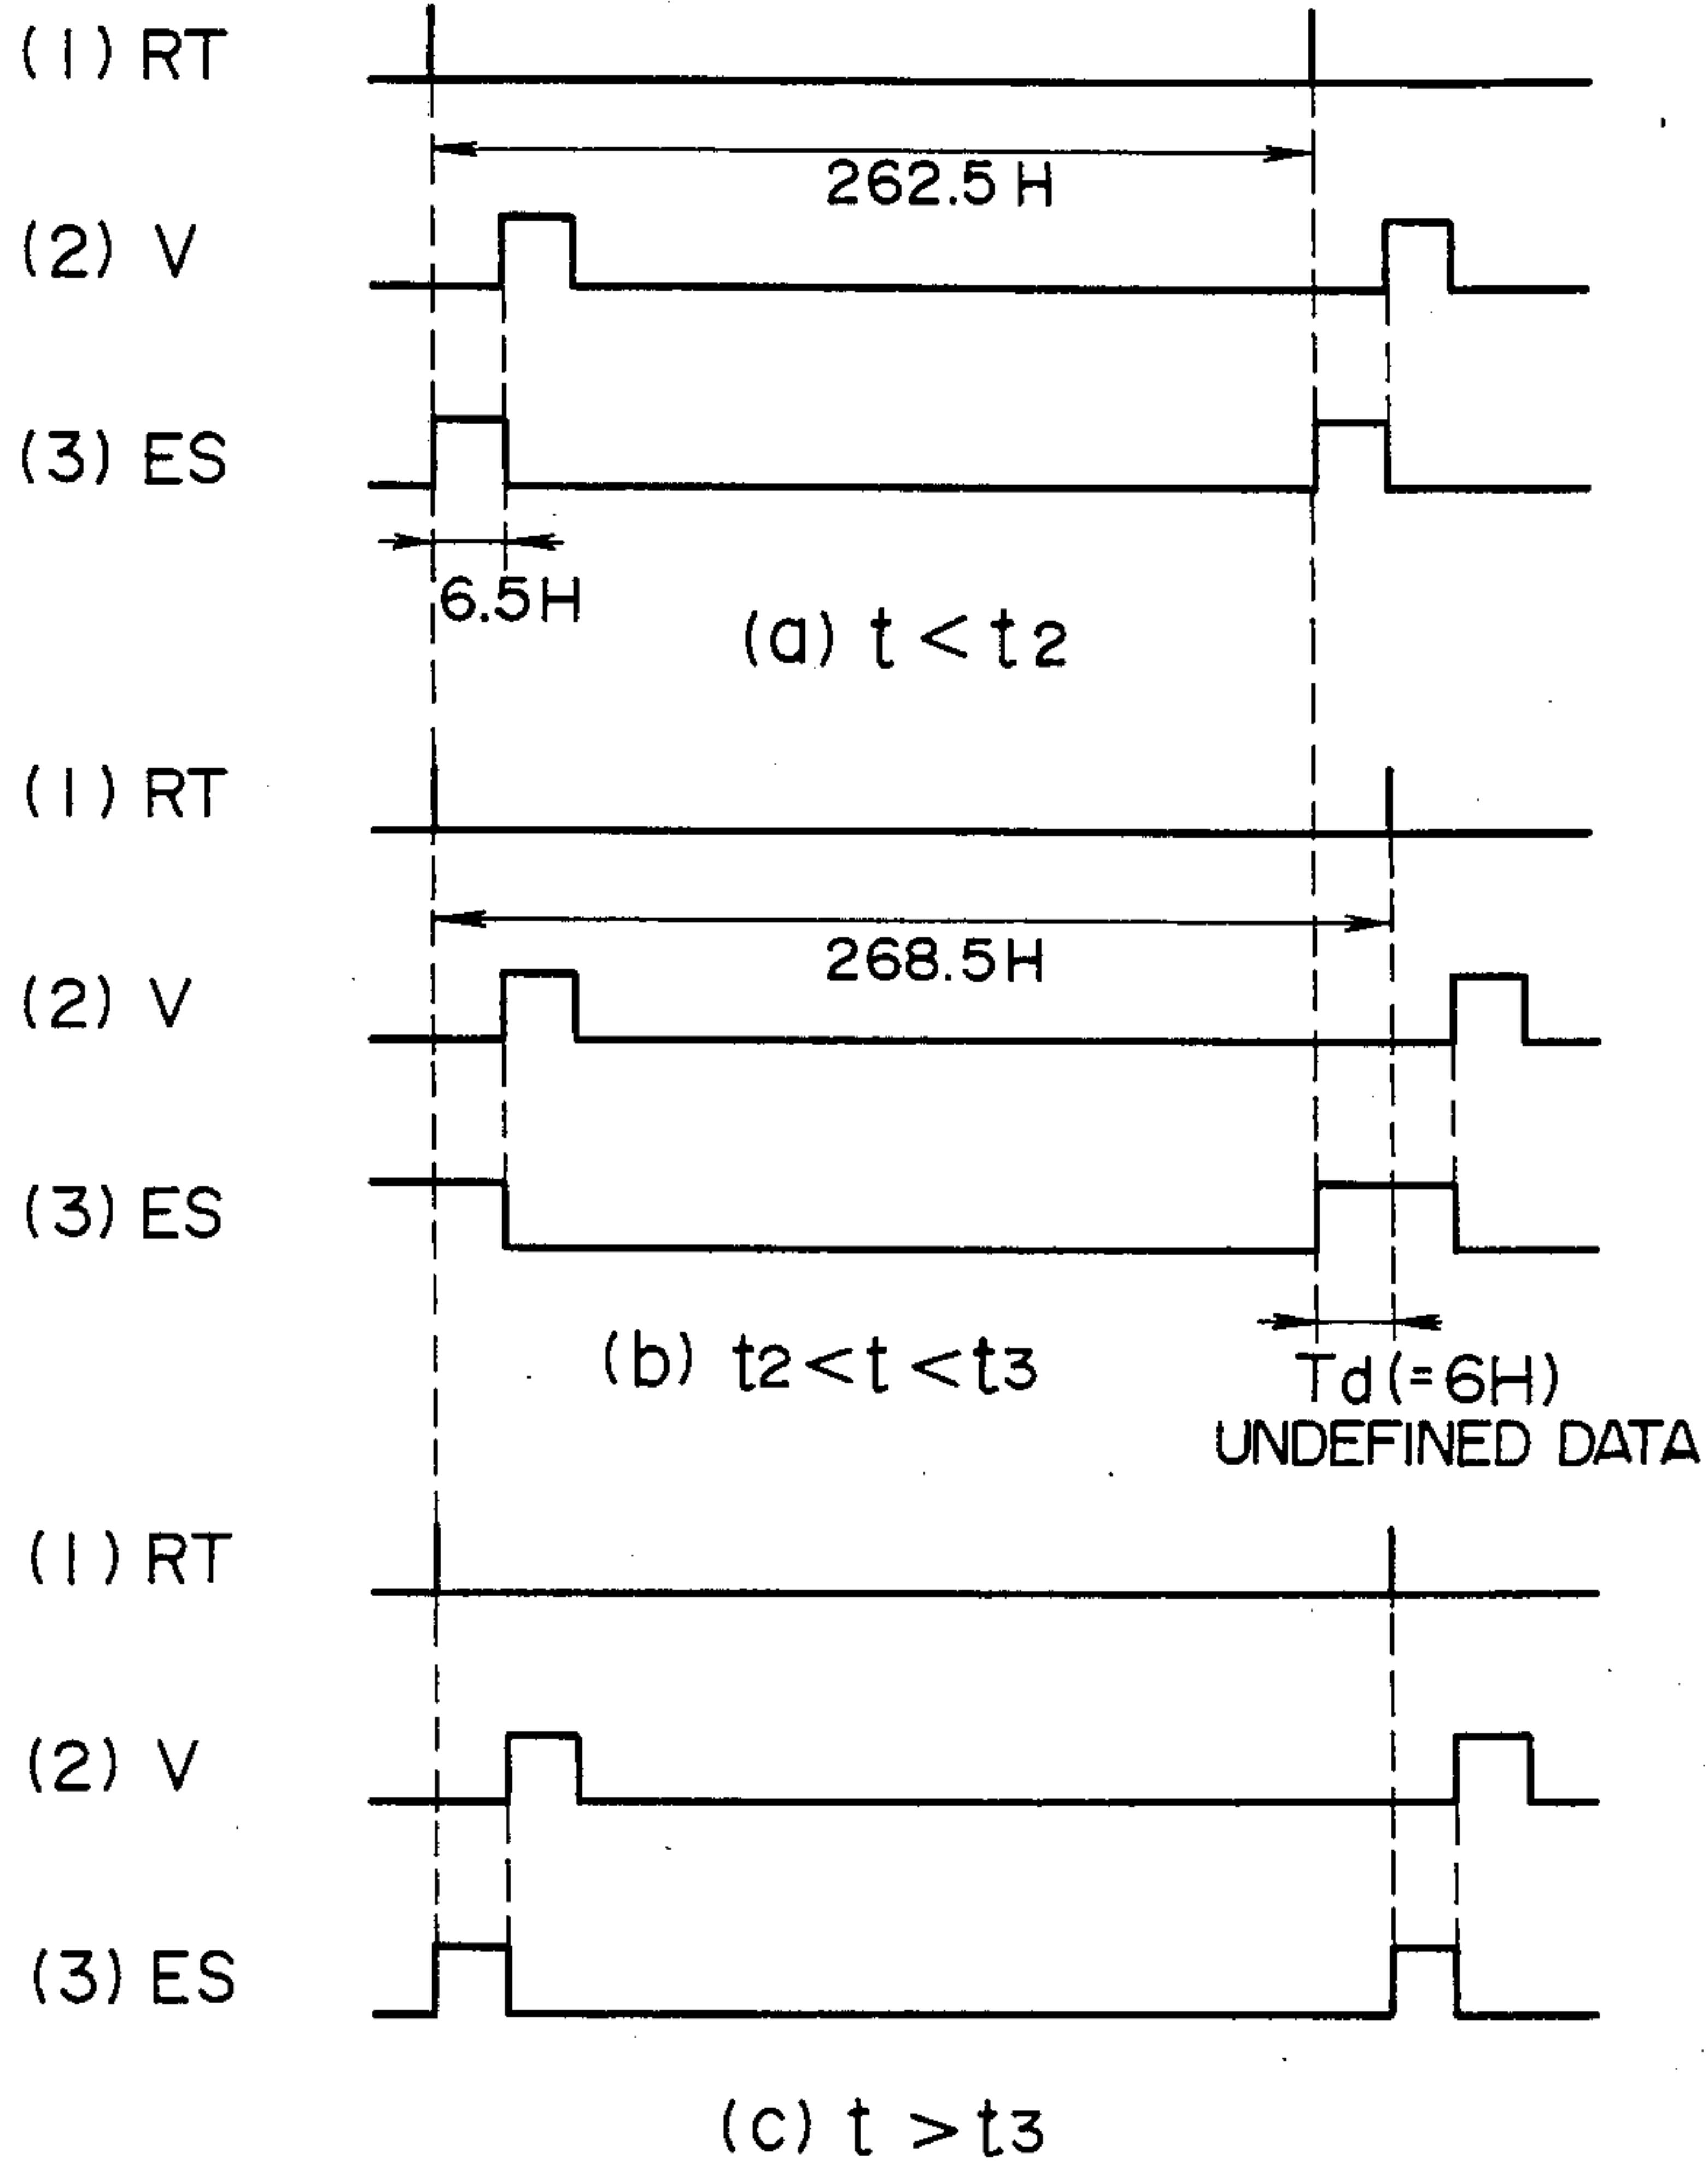 (1) RT
262.5H
(2) V
(3) ES
6.5H
(a) t < t2
(1) RT
268.5H
(2) V
(3) ES
(b) t2 < t < t3
Td (=6H)
UNDEFINED DATA
(1) RT
(2) V
(3) ES
(c) t > t3